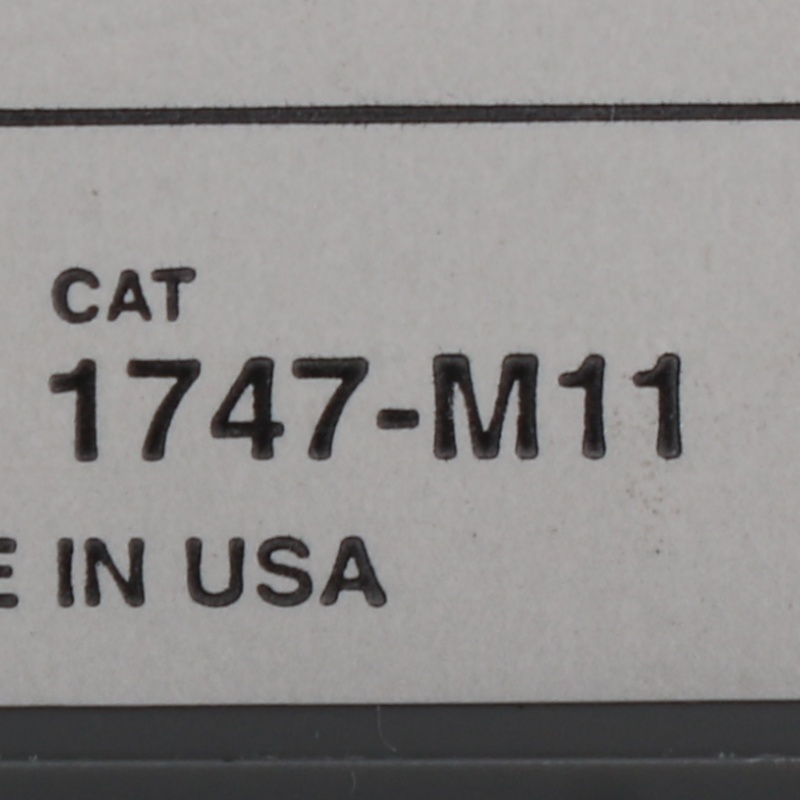 CAT
1747-M11
E IN USA